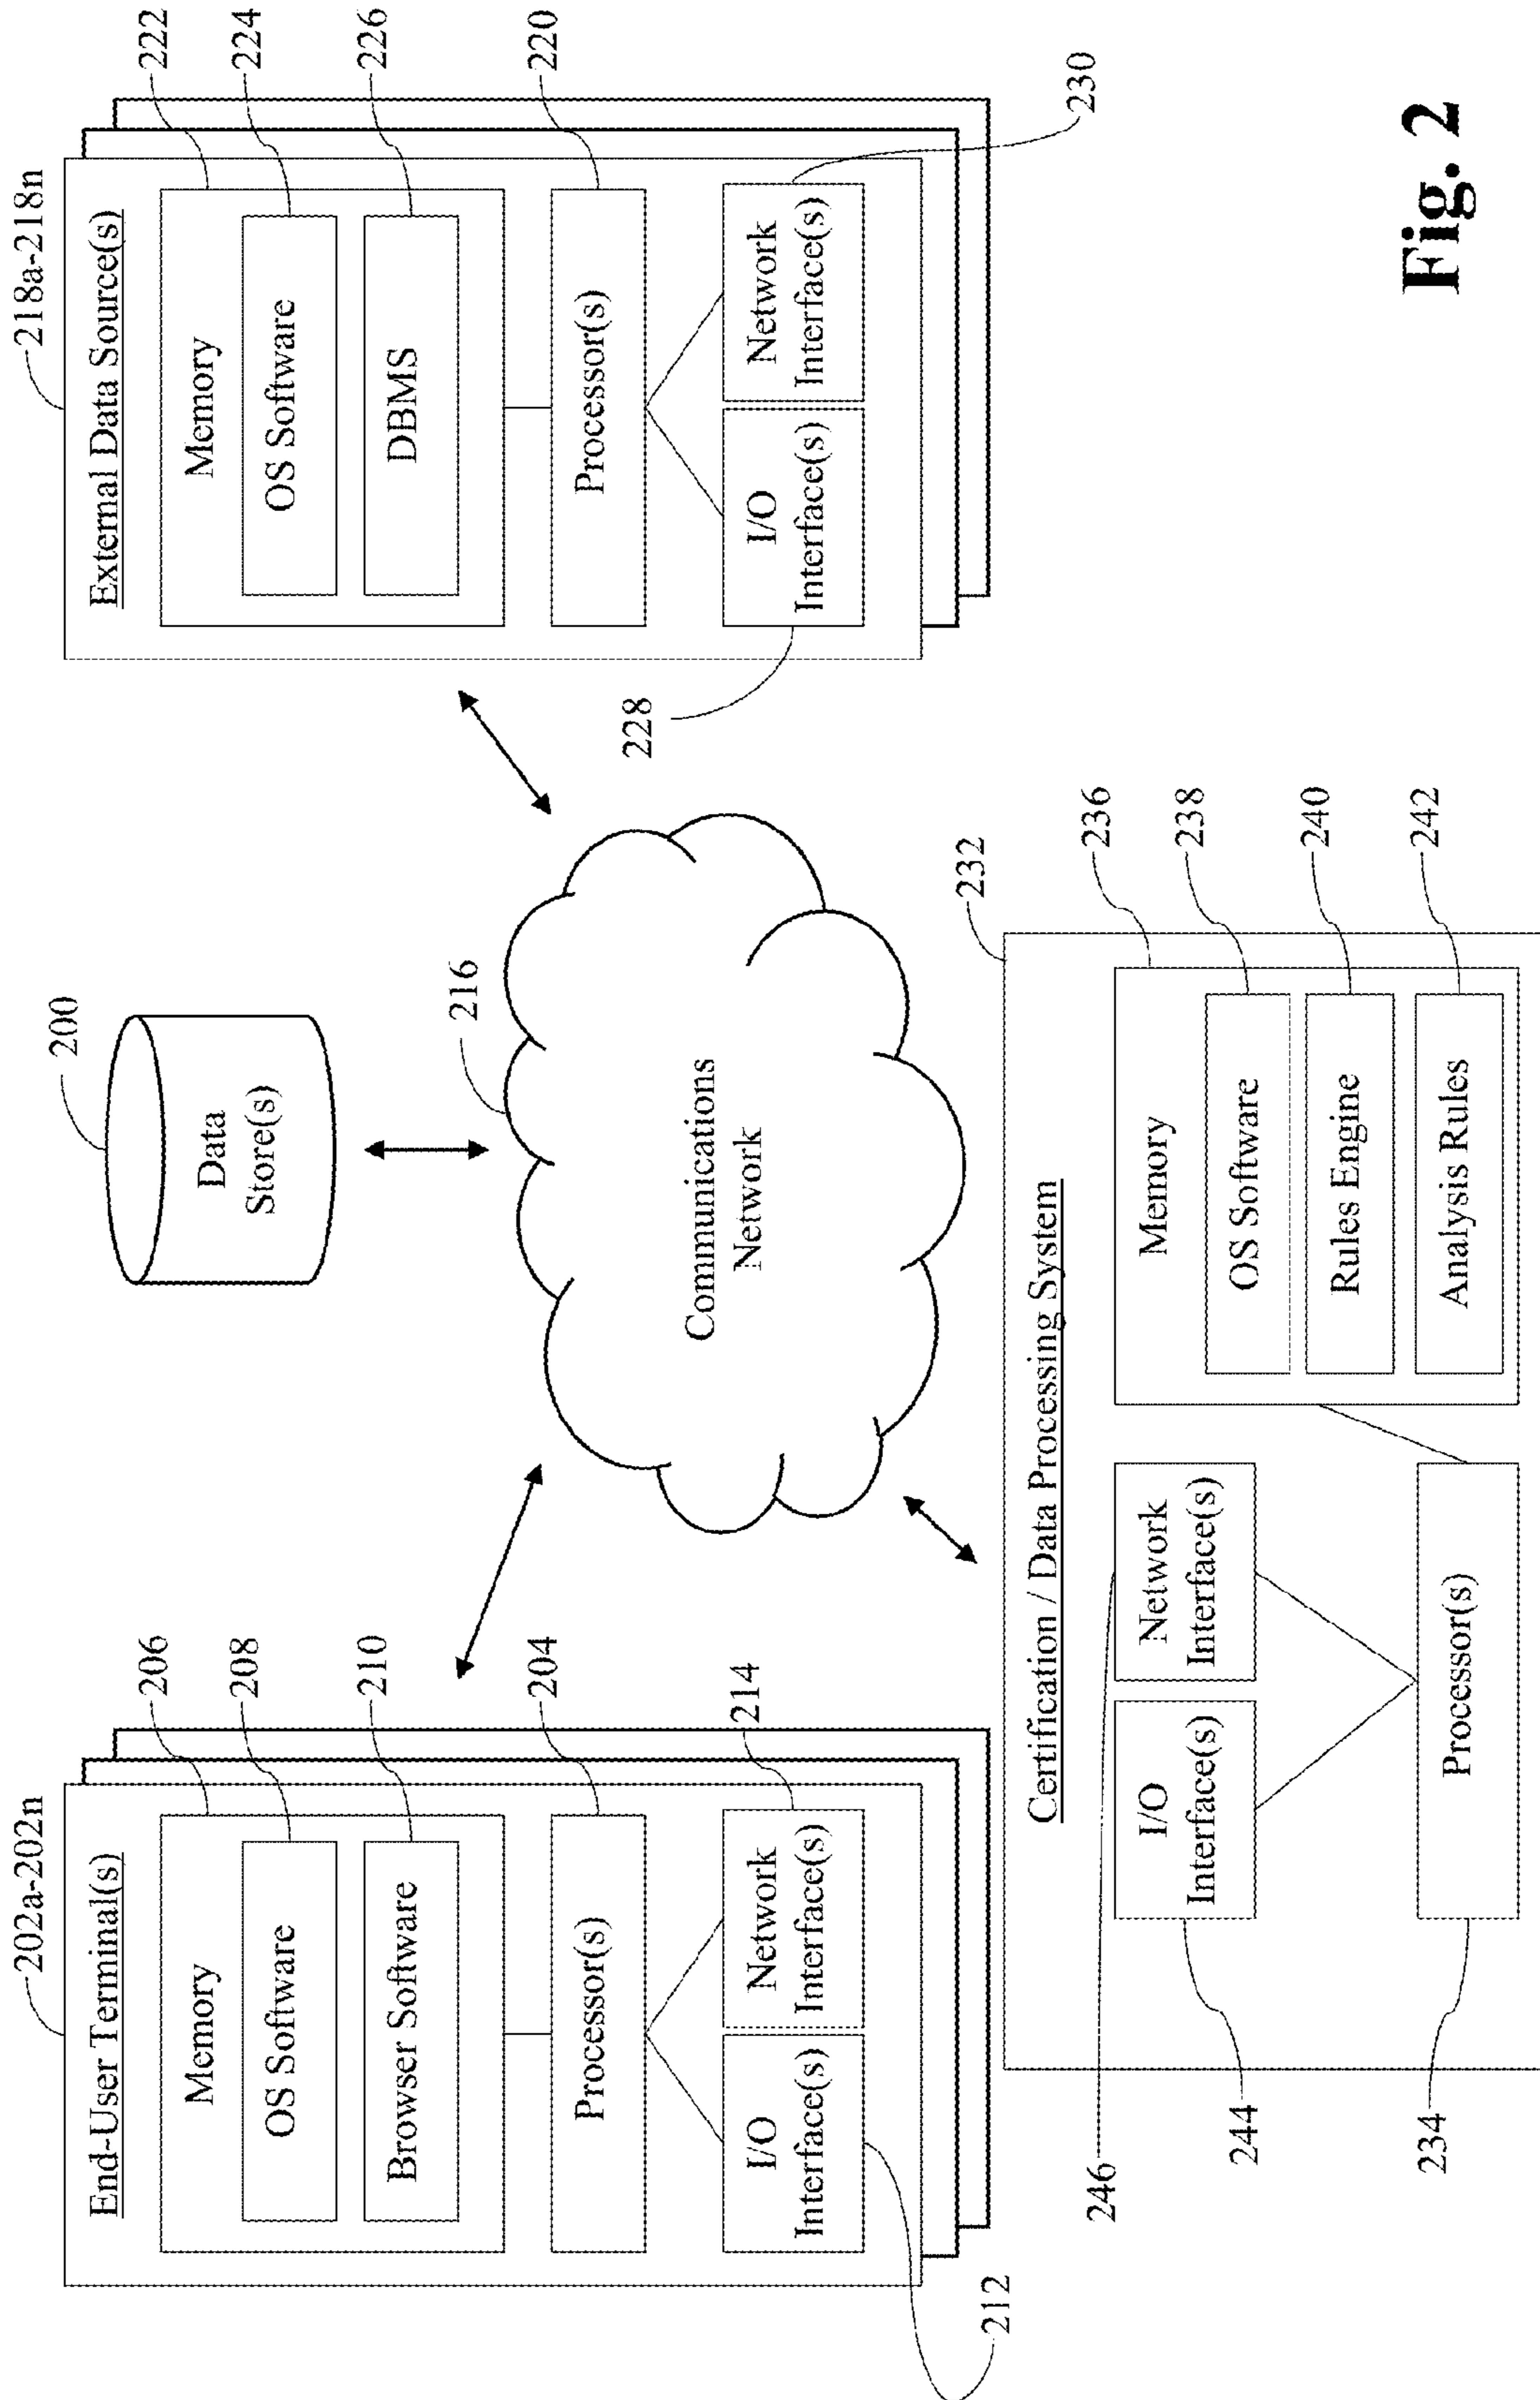 202a-202n
End-User Terminal(s)
Memory
206
OS Software
208
Browser Software
210
Processor(s)
204
I/O
Interface(s)
Network
Interface(s)
214
212
200
Data
Store(s)
216
Communications
Network
218a-218n
External Data Source(s)
Memory
222
OS Software
224
DBMS
226
Processor(s)
220
I/O
Interface(s)
Network
Interface(s)
228
230
232
Certification / Data Processing System
246
I/O
Interface(s)
Network
Interface(s)
244
Processor(s)
234
Memory
236
OS Software
238
Rules Engine
240
Analysis Rules
242
Fig. 2